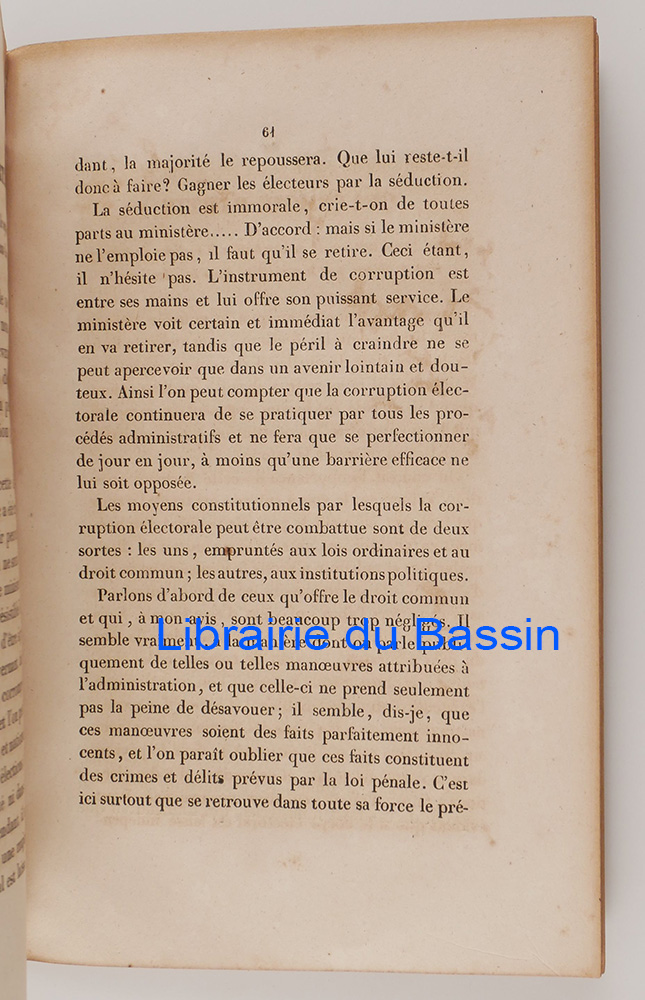 61
dant, la majorité le repoussera. Que lui reste-t-il
donc à faire? Gagner les électeurs par la séduction.
La séduction est immorale, crie-t-on de toutes
parts au ministère..... D'accord : mais si le ministère
ne l'emploie pas, il faut qu'il se retire. Ceci étant,
il n'hésite pas. L'instrument de corruption est
entre ses mains et lui offre son puissant service. Le
ministère voit certain et immédiat l'avantage qu'il
en va retirer, tandis que le péril à craindre ne se
peut apercevoir que dans un avenir lointain et dou-
teux. Ainsi l'on peut compter que la corruption élec-
torale continuera de se pratiquer par tous les pro-
cédés administratifs et ne fera que se perfectionner
de jour en jour, à moins qu'une barrière efficace ne
lui soit opposée.
Les moyens constitutionnels par lesquels la cor-
ruption électorale peut être combattue sont de deux
sortes : les uns, empruntés aux lois ordinaires et au
droit commun; les autres, aux institutions politiques.
Parlons d'abord de ceux qu'offre le droit commun
et qui, à mon avis, sont beaucoup trop négligés. Il
Librairie du Bassin
semble vraiment, à la manière dont on parle publi-
quement de telles ou telles manœuvres attribuées à
l'administration, et que celle-ci ne prend seulement
pas la peine de désavouer; il semble, dis-je, que
ces manœuvres soient des faits parfaitement inno-
cents, et l'on paraît oublier que ces faits constituent
des crimes et délits prévus par la loi pénale. C'est
ici surtout que se retrouve dans toute sa force le pré-